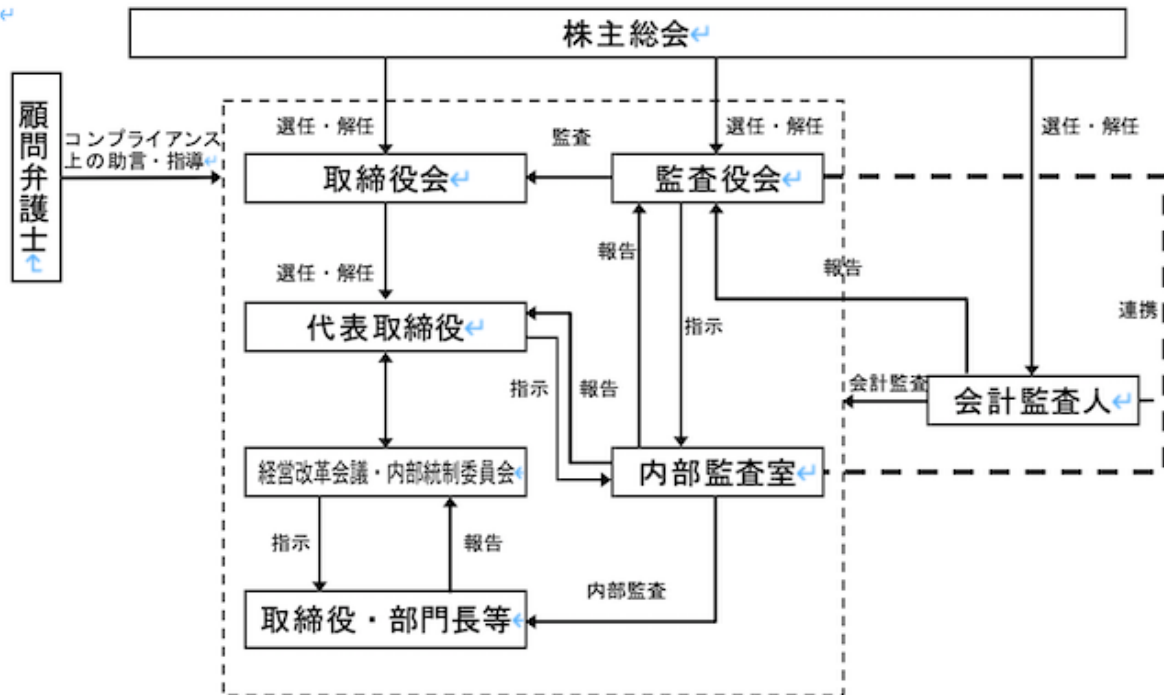 株主総会
顧問弁護士
コンプライアンス
上の助言・指導
選任・解任
監査
選任・解任
選任・解任
取締役会
監査役会
報告
報告
選任・解任
連携
指示
代表取締役
指示
報告
会計監査
会計監査人
経営改革会議・内部統制委員会
内部監査室
指示
報告
内部監査
取締役・部門長等